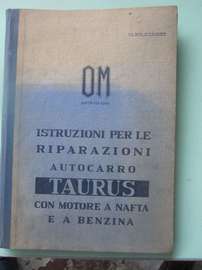 OM
ISTRUZIONI PER LE
RIPARAZIONI
AUTOCARRO
TAURUS
CON MOTORE A NAFTA
E A BENZINA